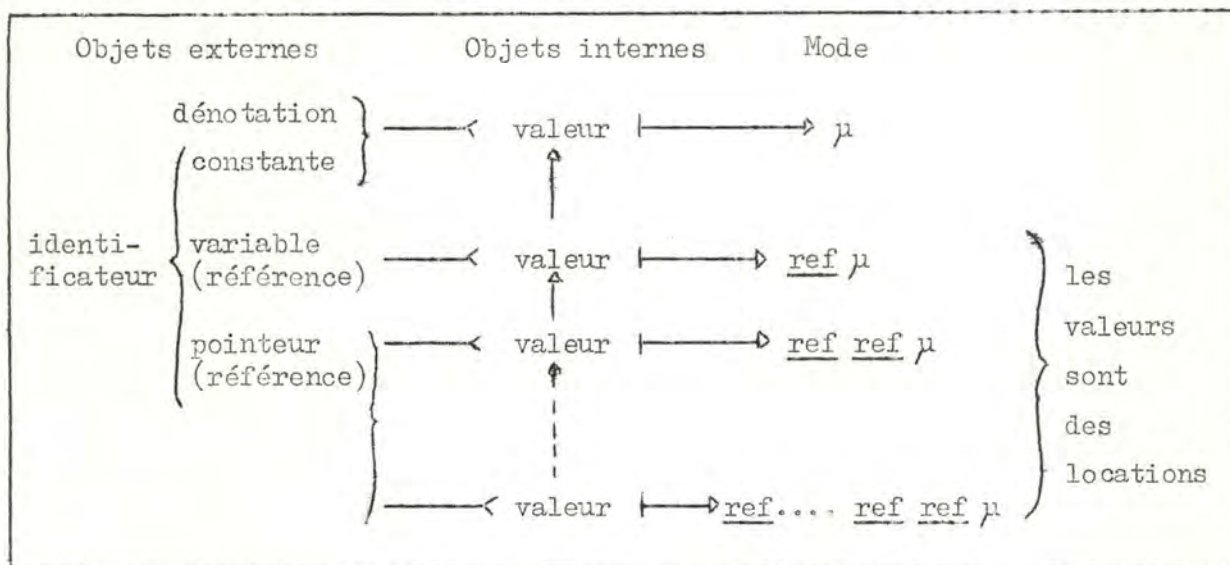 Objets externes Objets internes Mode
dénotation
valeur µ
constante
identi-
ficateur
variable
(référence)
valeur ref µ
pointeur
(référence)
valeur ref ref µ
valeur ref.... ref ref µ
les
valeurs
sont
des
locations